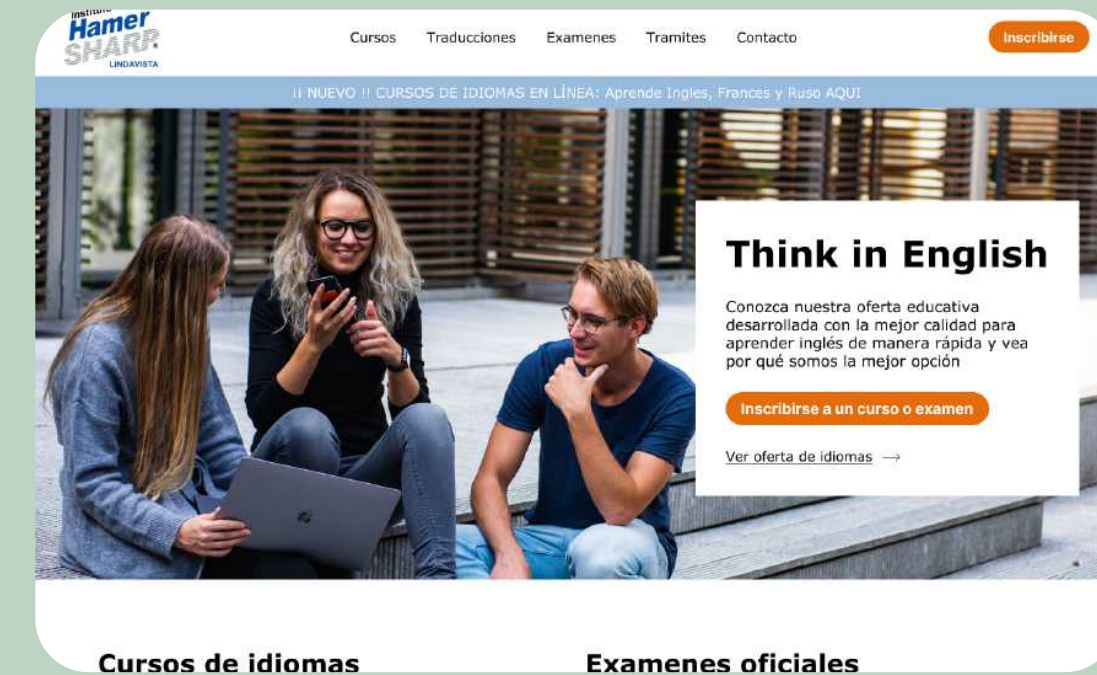 Instituto
Hamer
SHARP
LINDAVISTA
Cursos Traducciones Examenes Tramites Contacto
Inscribirse
¡¡ NUEVO !! CURSOS DE IDIOMAS EN LÍNEA: Aprende Ingles, Frances y Ruso AQUI
Think in English
Conozca nuestra oferta educativa
desarrollada con la mejor calidad para
aprender inglés de manera rápida y vea
por qué somos la mejor opción
Inscribirse a un curso o examen
Ver oferta de idiomas →
Cursos de idiomas
Examenes oficiales